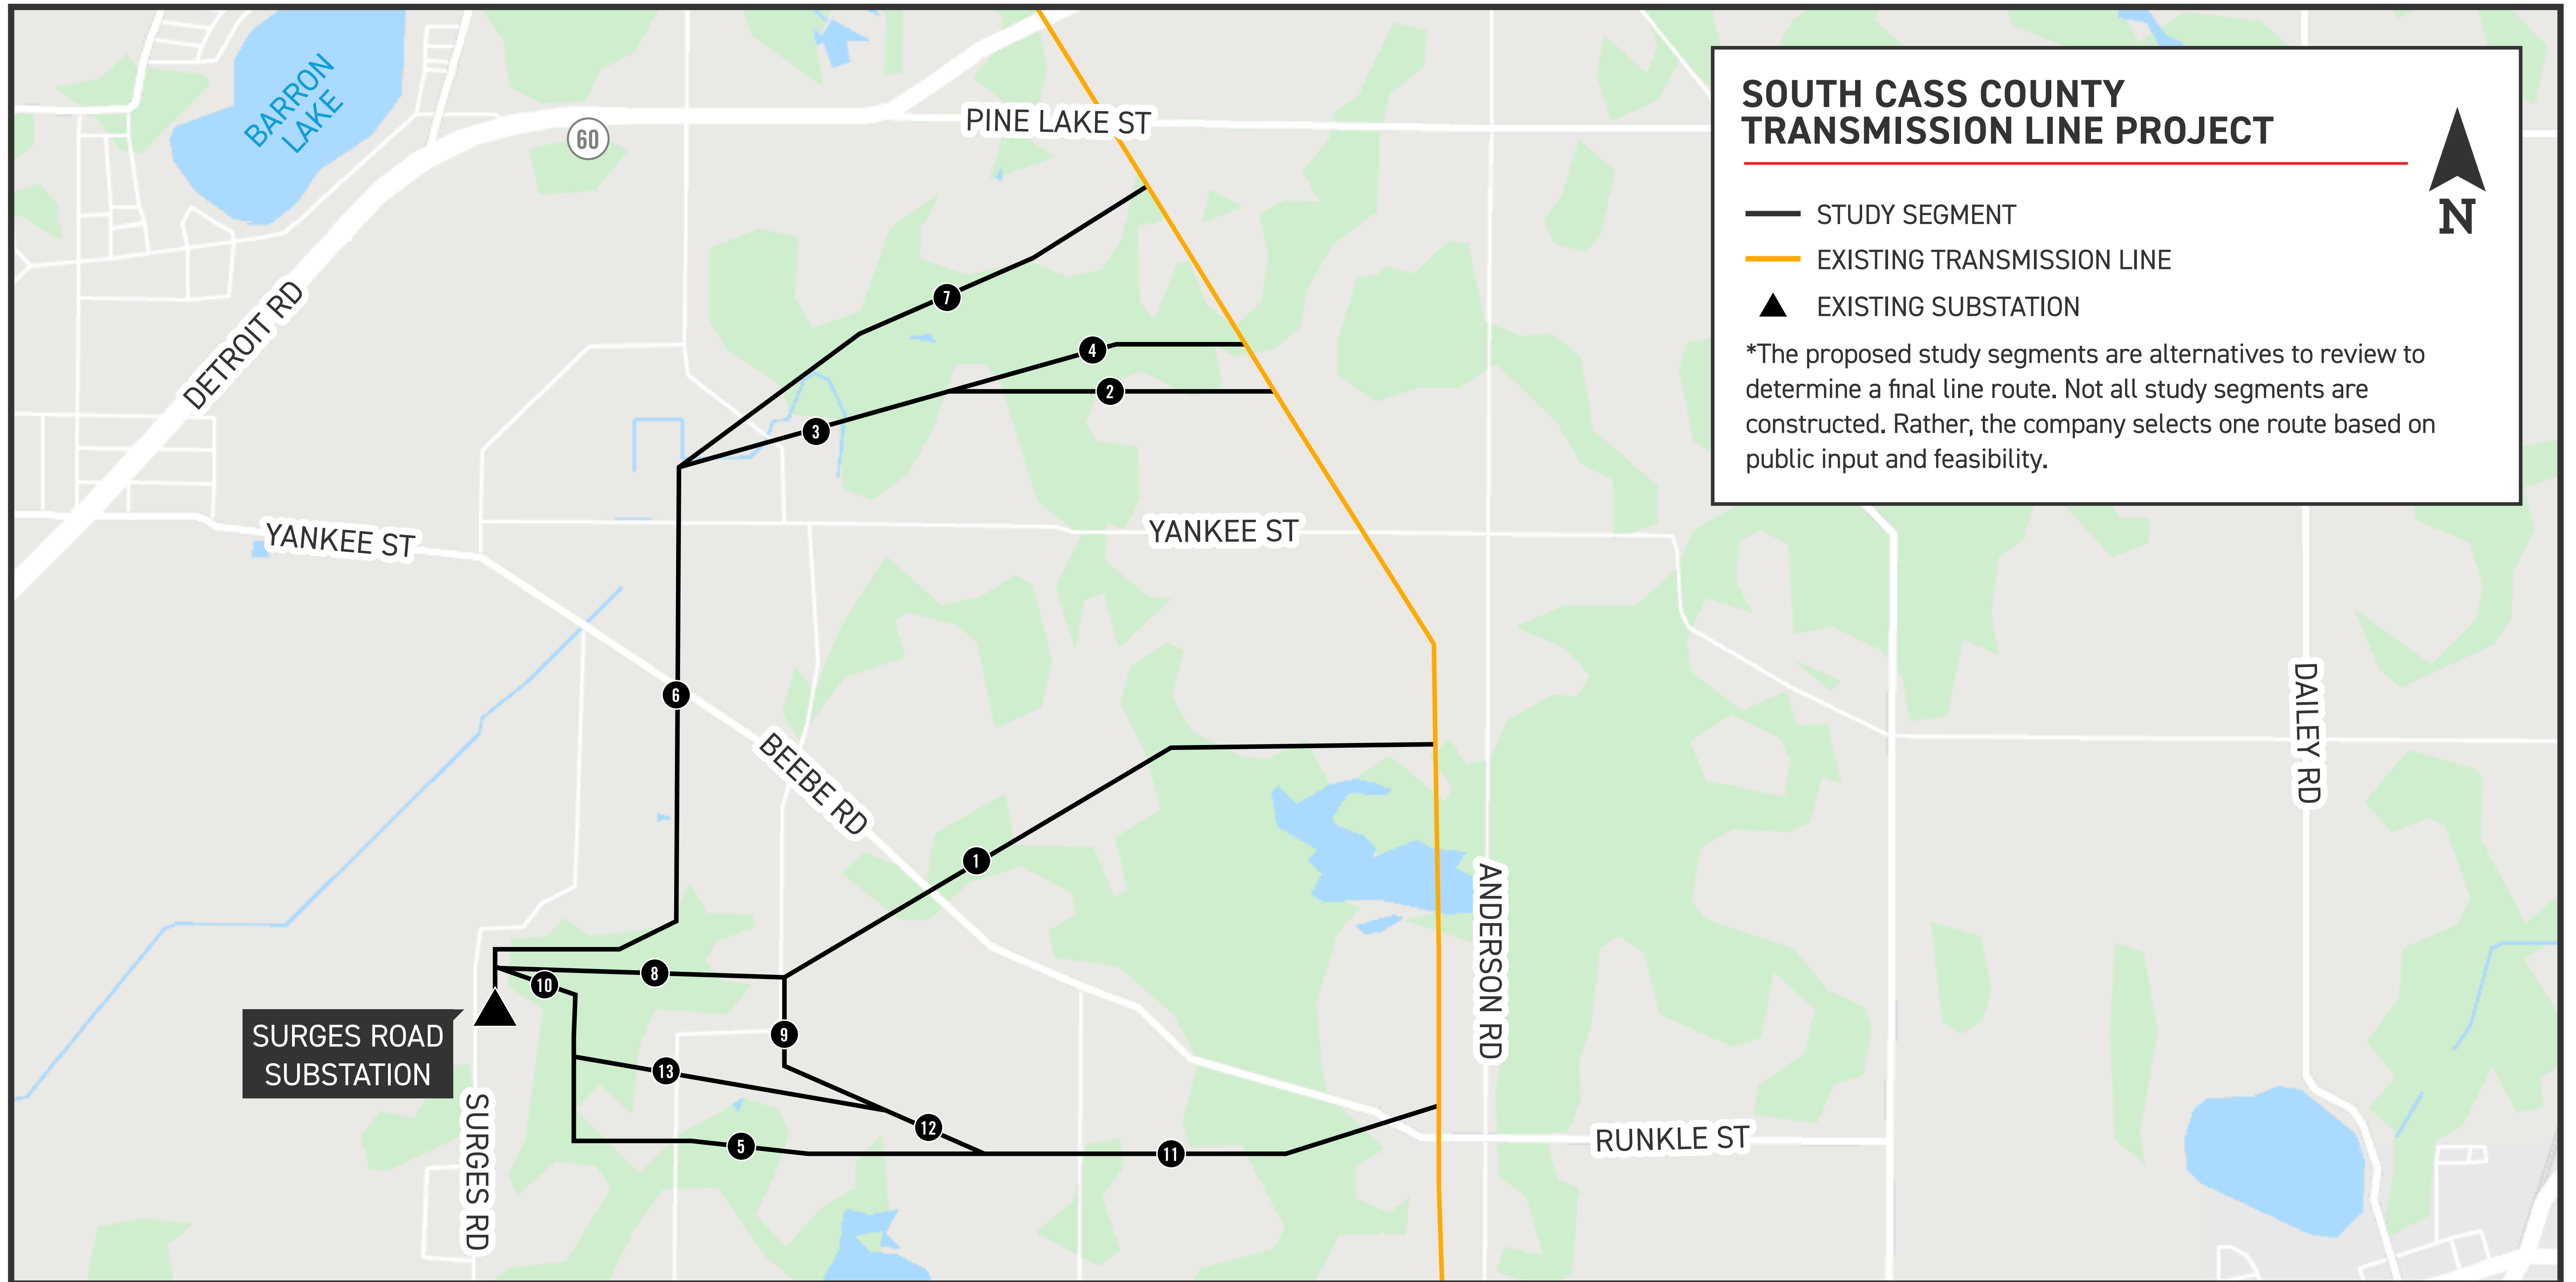 BARRON
LAKE
60
PINE LAKE ST
SOUTH CASS COUNTY
TRANSMISSION LINE PROJECT
N
STUDY SEGMENT
EXISTING TRANSMISSION LINE
EXISTING SUBSTATION
*The proposed study segments are alternatives to review to
determine a final line route. Not all study segments are
constructed. Rather, the company selects one route based on
public input and feasibility.
DETROIT RD
7
4
2
3
YANKEE ST
YANKEE ST
6
BEEBE RD
DAILEY RD
1
ANDERSON RD
8
10
SURGES ROAD
SUBSTATION
9
13
12
5
11
RUNKLE ST
SURGES RD